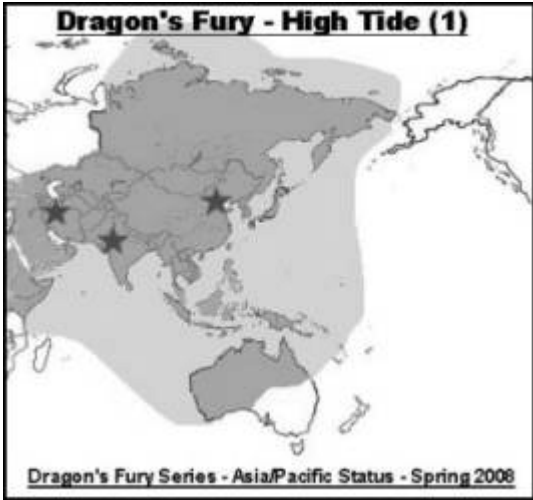 Dragon's Fury - High Tide (1)
Dragon's Fury Series - Asia/Pacific Status - Spring 2008